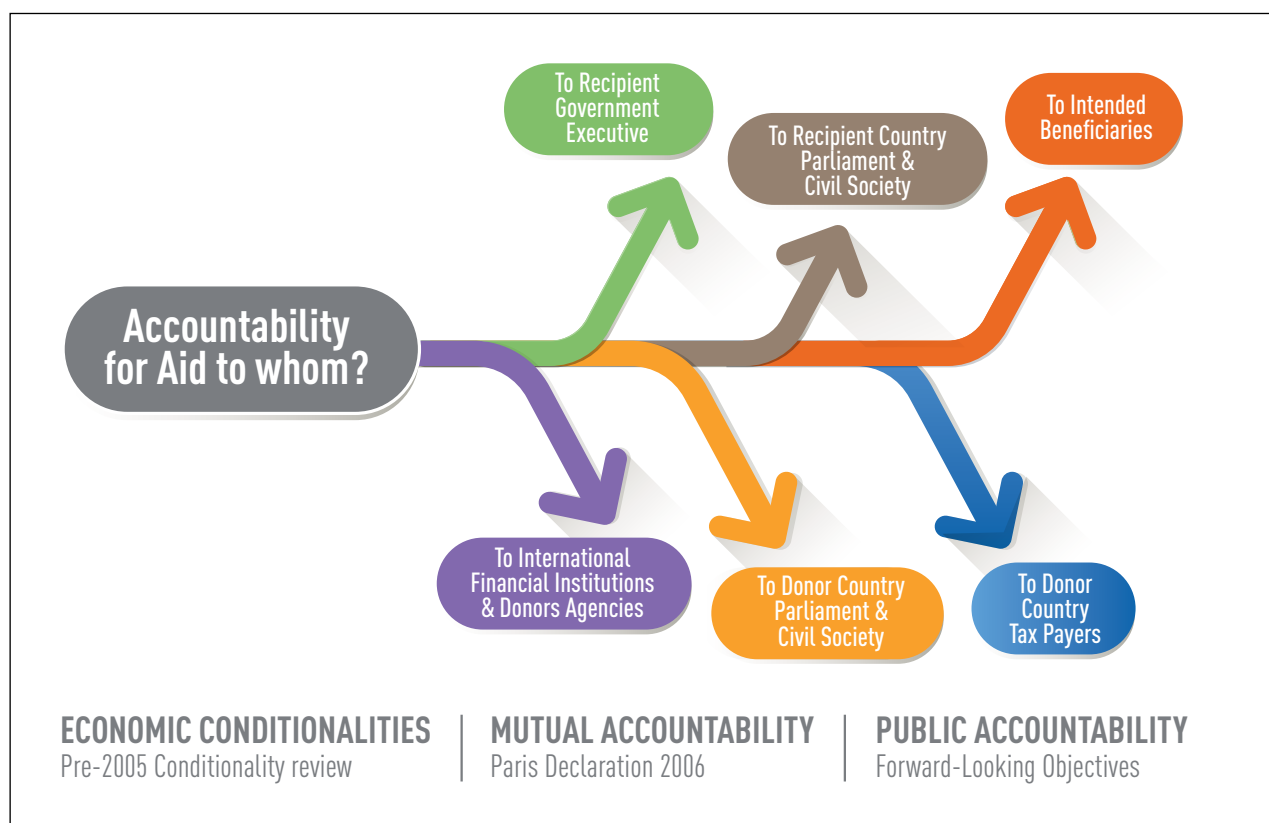 To Recipient
Government
Executive
To Recipient Country
Parliament &
Civil Society
To Intended
Beneficiaries
Accountability
for Aid to whom?
To International
Financial Institutions
& Donors Agencies
To Donor Country
Parliament &
Civil Society
To Donor
Country
Tax Payers
ECONOMIC CONDITIONALITIES
Pre-2005 Conditionality review
MUTUAL ACCOUNTABILITY
Paris Declaration 2006
PUBLIC ACCOUNTABILITY
Forward-Looking Objectives